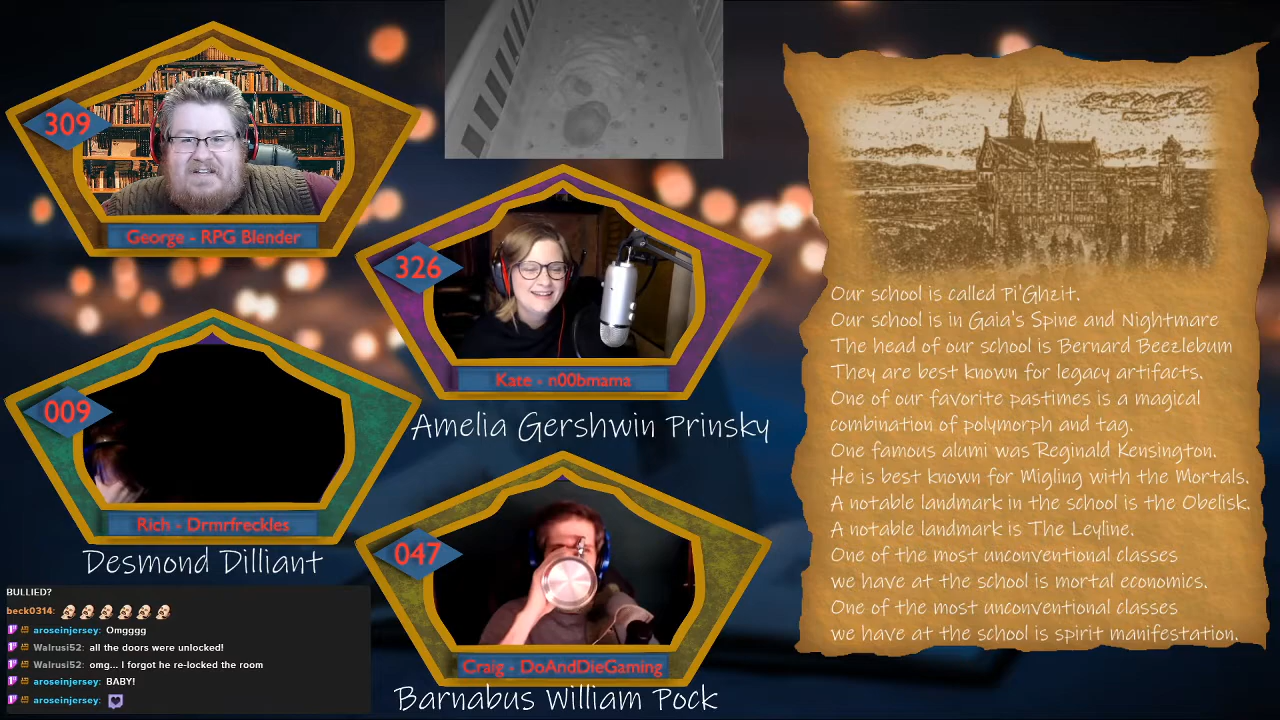 309
George - RPG Blender
326
Kate - n00bmama
Amelia Gershwin Prinsky
009
Rich - Drmrfreckles
Desmond Dilliant
047
Craig - DoAndDieGaming
Barnabus William Pock
BULLIED?
beck0314:
aroseinjersey: Omgggg
Walrusi52: all the doors were unlocked!
Walrusi52: omg... I forgot he re-locked the room
aroseinjersey: BABY!
aroseinjersey:
Our school is called Pi'Ghzit.
Our school is in Gaia's Spine and Nightmare
The head of our school is Bernard Beezlebum
They are best known for legacy artifacts.
One of our favorite pastimes is a magical
combination of polymorph and tag.
One famous alumi was Reginald Kensington.
He is best known for Migling with the Mortals.
A notable landmark in the school is the Obelisk.
A notable landmark is The Leyline.
One of the most unconventional classes
we have at the school is mortal economics.
One of the most unconventional classes
we have at the school is spirit manifestation.